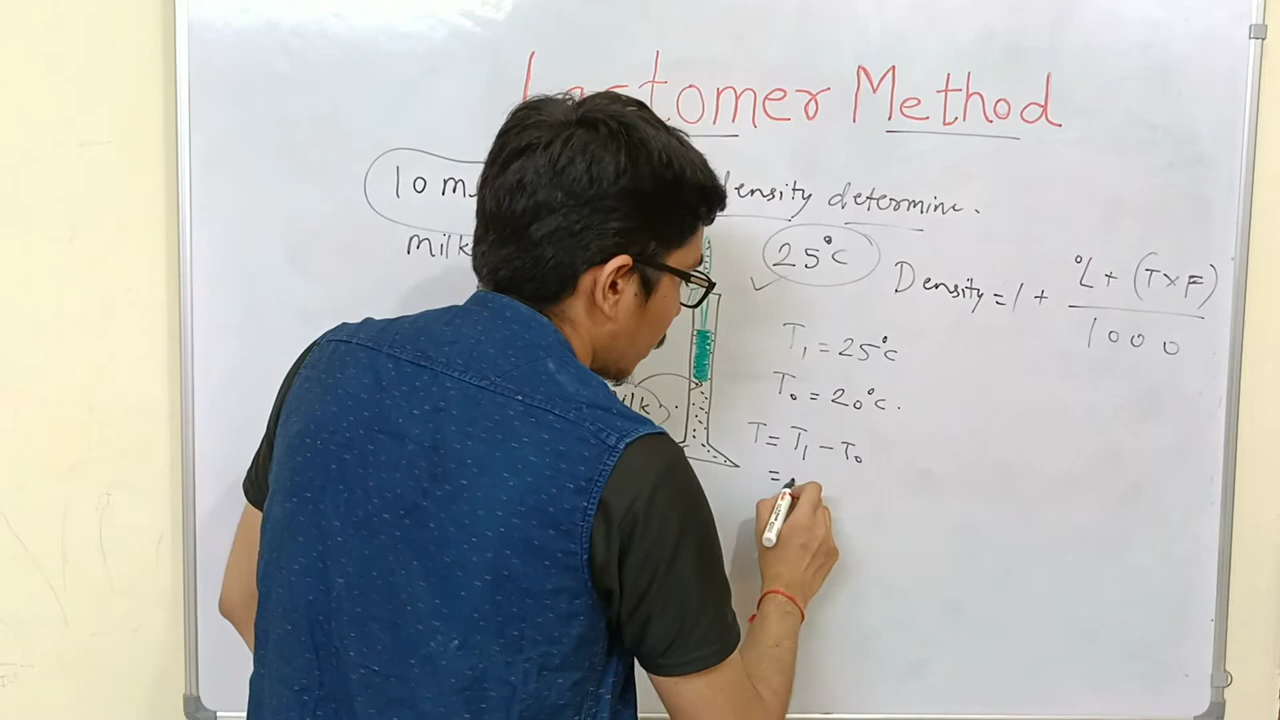 tomer Method
10 m
density determine.
Milk
25°C
Density = 1 + °L + (T×F) / 1000
T₁ = 25°C
T₀ = 20°C.
T = T₁ - T₀
=